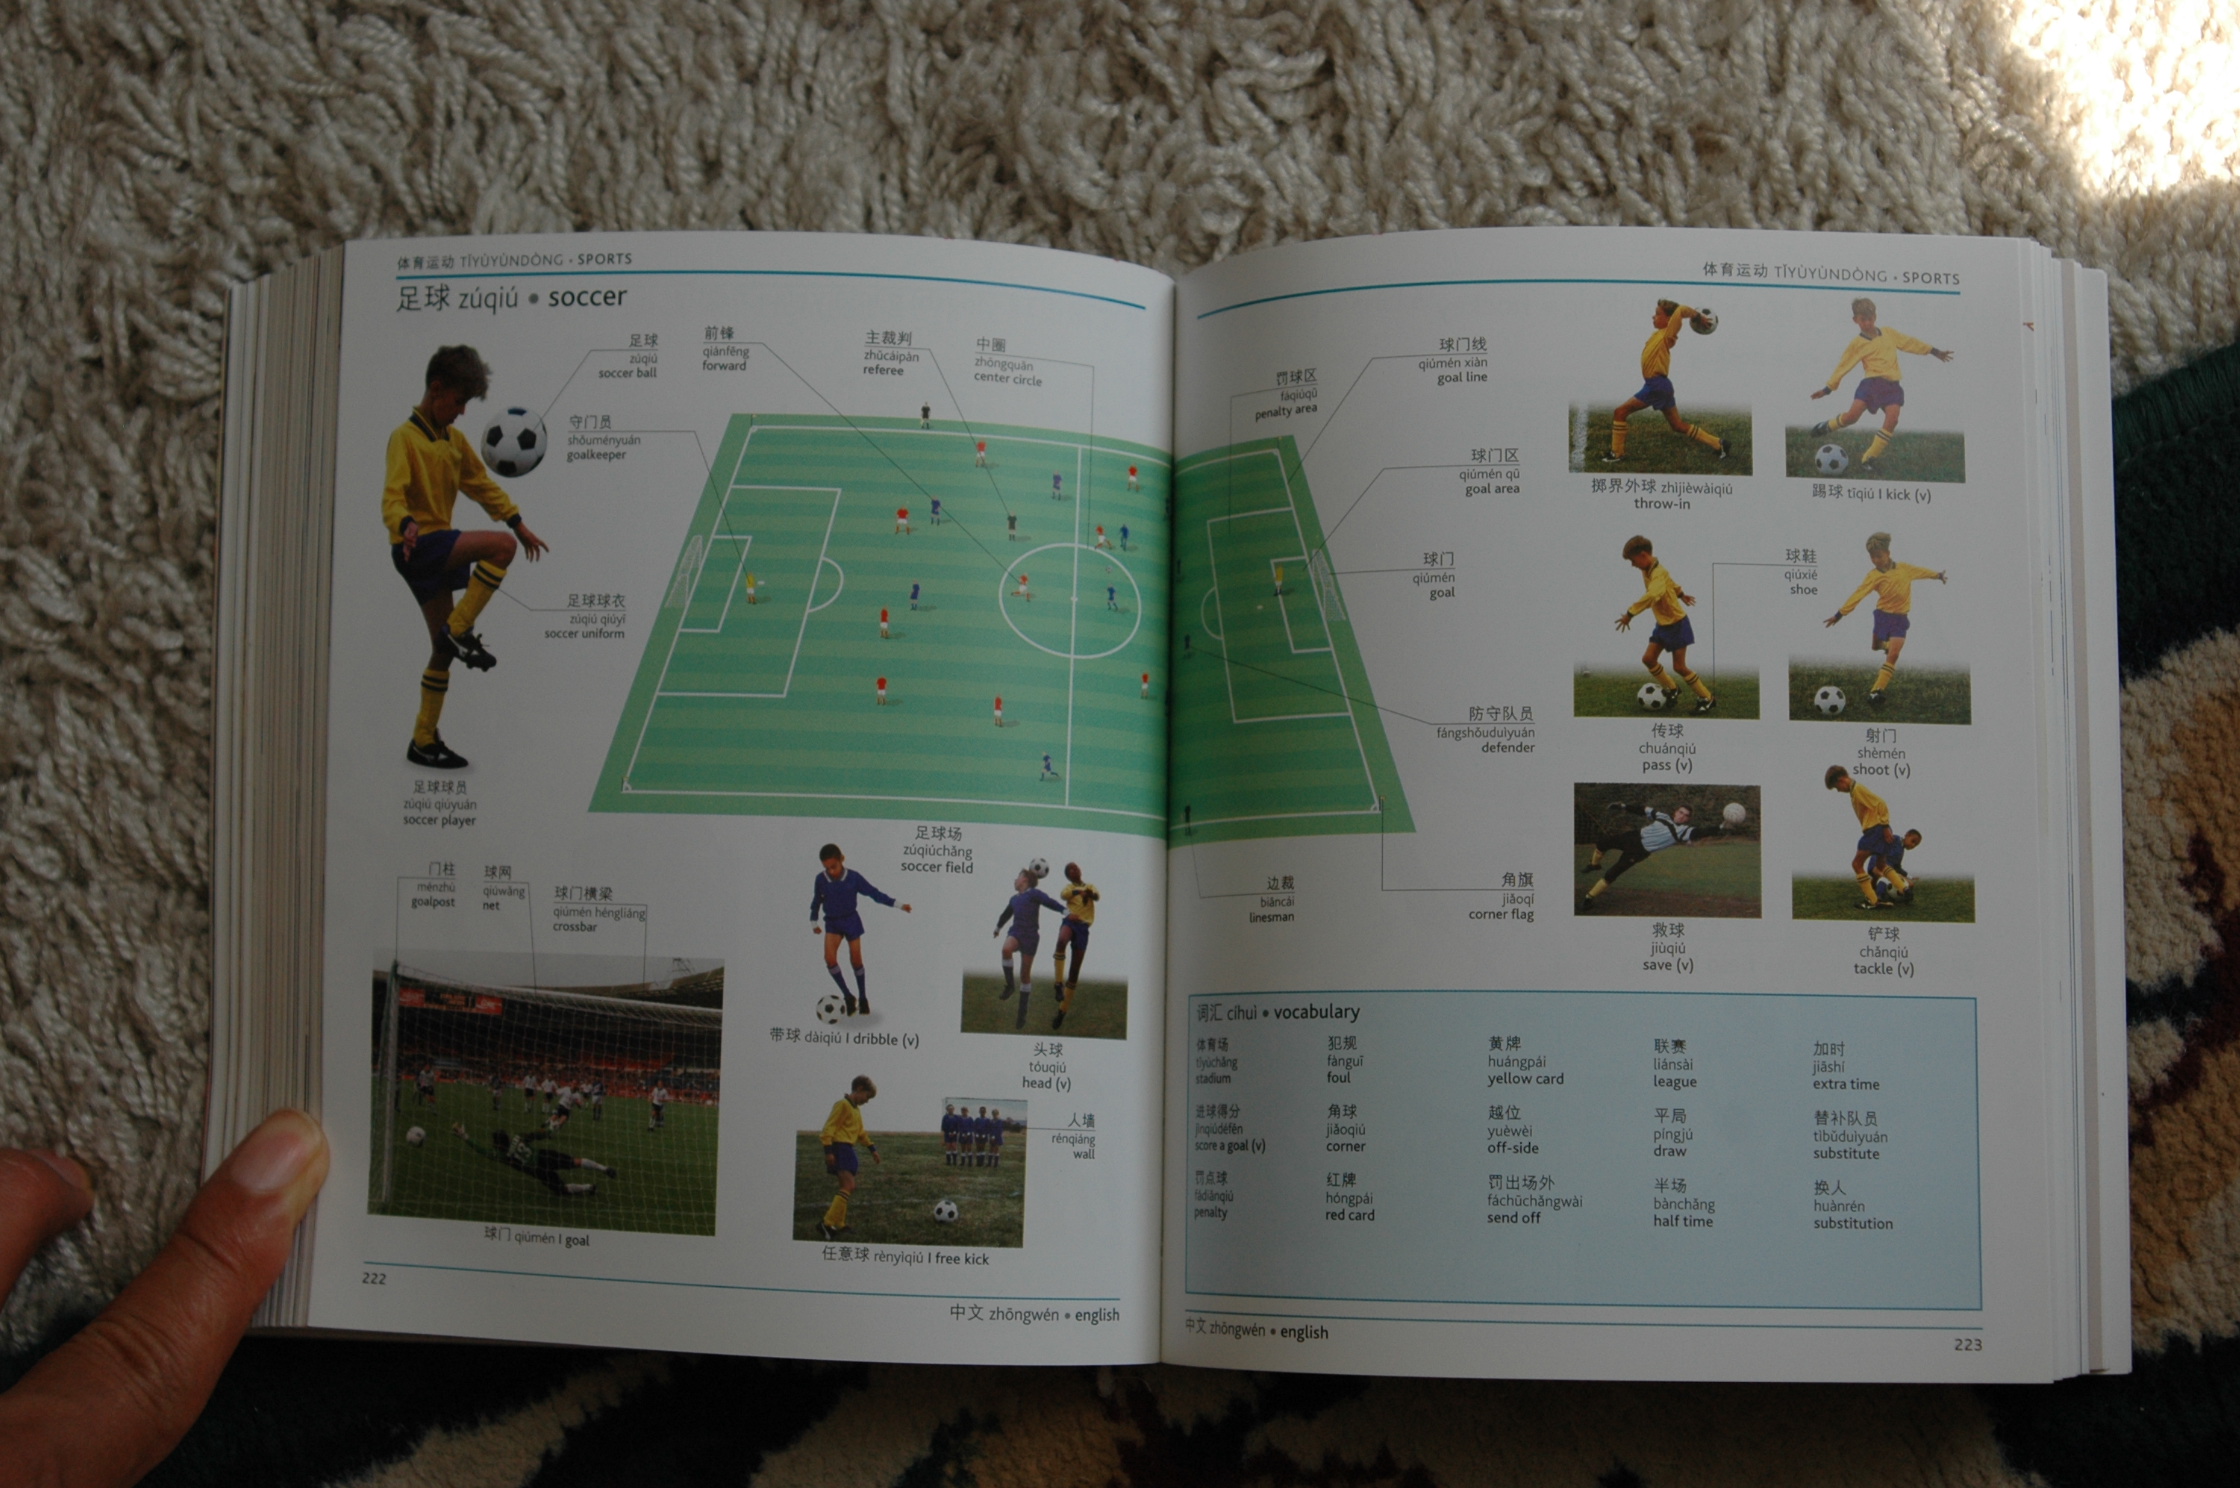 体育运动 TǏYÙYÙNDÒNG • SPORTS
足球 zúqiú • soccer
足球
zúqiú
soccer ball
前锋
qiánfēng
forward
主裁判
zhǔcáipàn
referee
中圈
zhōngquān
center circle
守门员
shǒuményuán
goalkeeper
足球球衣
zúqiú qiúyī
soccer uniform
足球球员
zúqiú qiúyuán
soccer player
足球场
zúqiúchǎng
soccer field
门柱
ménzhù
goalpost
球网
qiúwǎng
net
球门横梁
qiúmén héngliáng
crossbar
球门 qiúmén I goal
带球 dàiqiú I dribble (v)
头球
tóuqiú
head (v)
人墙
rénqiáng
wall
任意球 rènyìqiú I free kick
222
中文 zhōngwén • english
体育运动 TǏYÙYÙNDÒNG • SPORTS
罚球区
fáqiúqū
penalty area
球门线
qiúmén xiàn
goal line
球门区
qiúmén qū
goal area
球门
qiúmén
goal
防守队员
fángshǒuduìyuán
defender
角旗
jiǎoqí
corner flag
边裁
biāncái
linesman
掷界外球 zhìjièwàiqiú
throw-in
踢球 tīqiú I kick (v)
球鞋
qiúxié
shoe
传球
chuánqiú
pass (v)
射门
shèmén
shoot (v)
救球
jiùqiú
save (v)
铲球
chǎnqiú
tackle (v)
词汇 cíhuì • vocabulary
体育场
tǐyùchǎng
stadium
进球得分
jìnqiúdéfēn
score a goal (v)
罚点球
fádiǎnqiú
penalty
犯规
fànguī
foul
角球
jiǎoqiú
corner
红牌
hóngpái
red card
黄牌
huángpái
yellow card
越位
yuèwèi
off-side
罚出场外
fáchūchǎngwài
send off
联赛
liánsài
league
平局
píngjú
draw
半场
bànchǎng
half time
加时
jiāshí
extra time
替补队员
tìbǔduìyuán
substitute
换人
huànrén
substitution
中文 zhōngwén • english
223